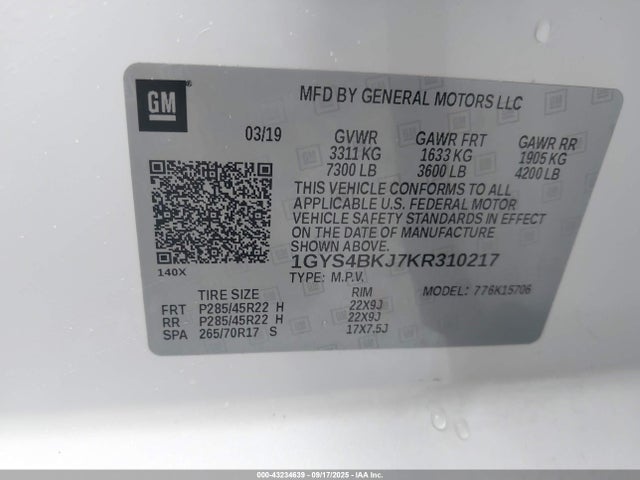 GM
MFD BY GENERAL MOTORS LLC
03/19 GVWR GAWR FRT GAWR RR
3311 KG 1633 KG 1905 KG
7300 LB 3600 LB 4200 LB
THIS VEHICLE CONFORMS TO ALL
APPLICABLE U.S. FEDERAL MOTOR
VEHICLE SAFETY STANDARDS IN EFFECT
ON THE DATE OF MANUFACTURE
SHOWN ABOVE.
1GYS4BKJ7KR310217
140X
TYPE: M.P.V. MODEL: 776K15706
TIRE SIZE RIM
FRT P285/45R22 H 22X9J
RR P285/45R22 H 22X9J
SPA 265/70R17 S 17X7.5J
000-43234639 - 09/17/2025 - IAA, Inc.